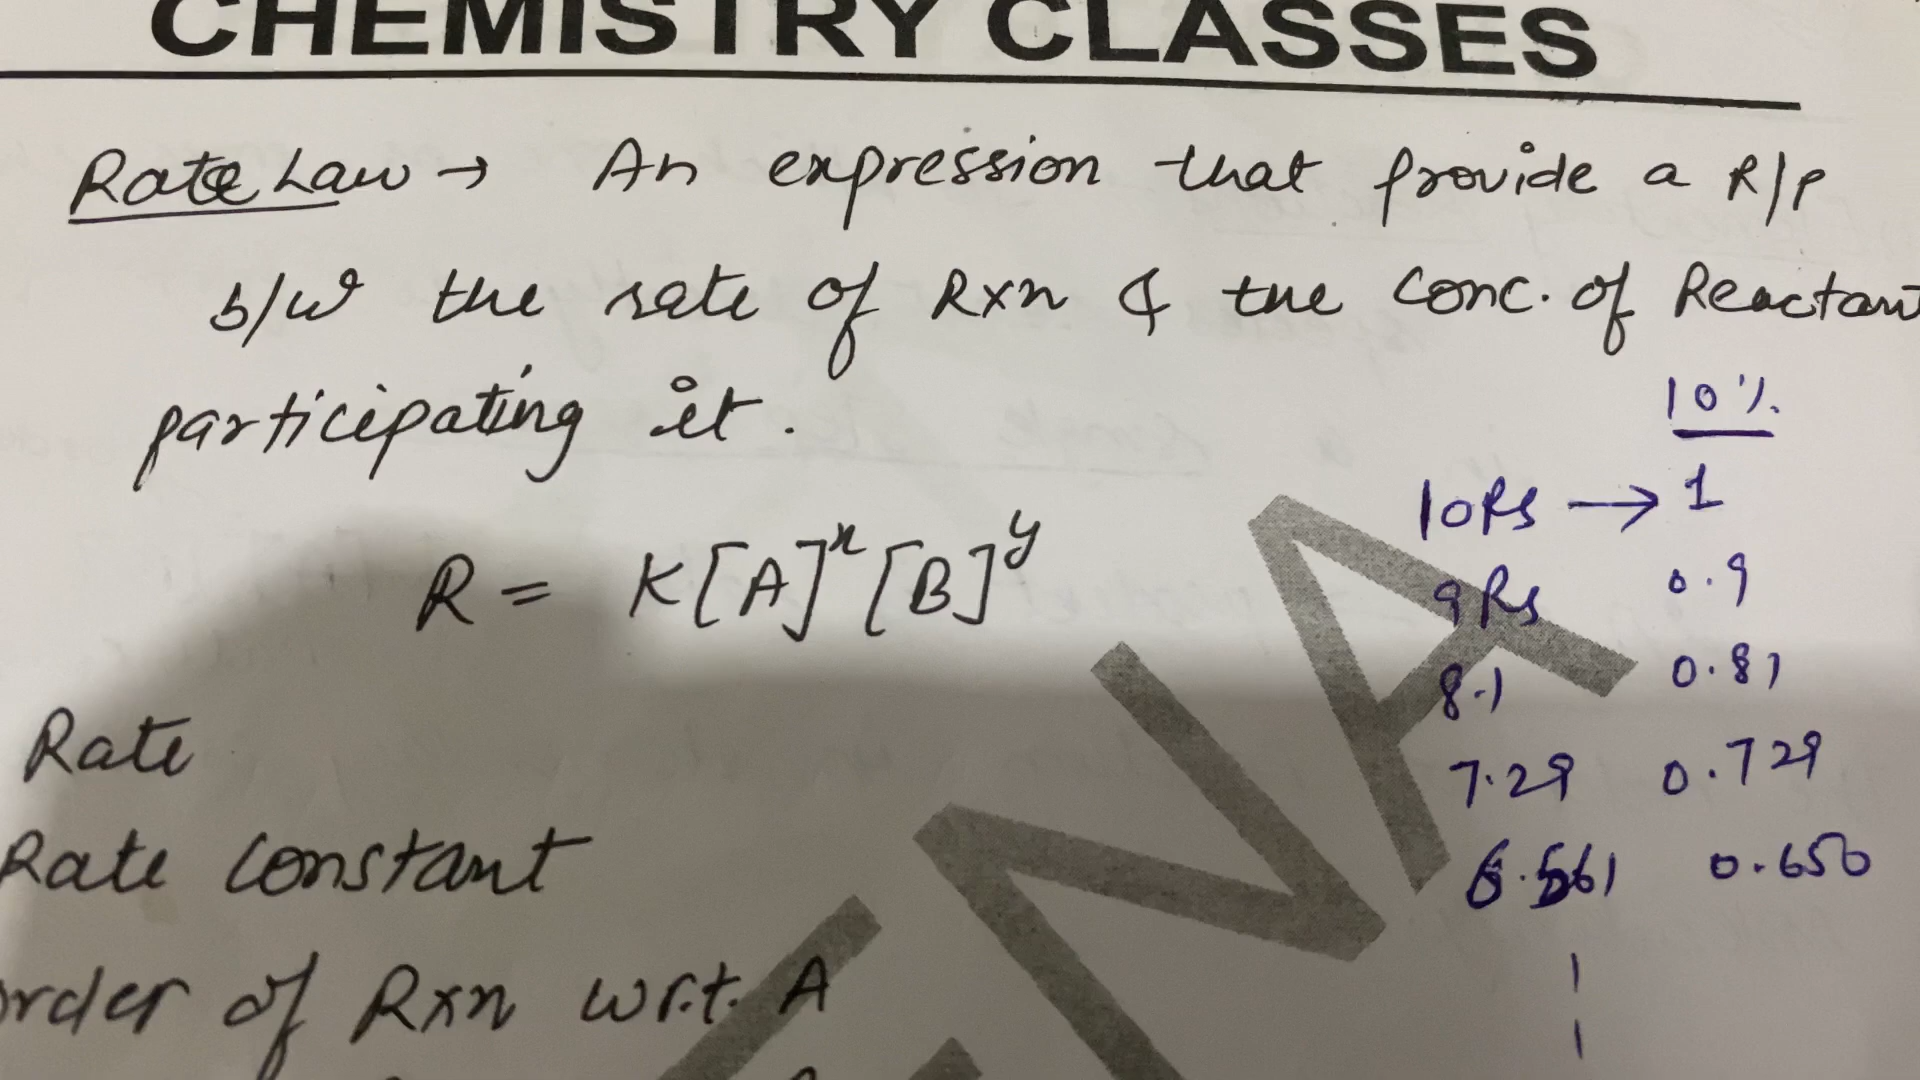 CHEMISTRY CLASSES
Rate Law → An expression that provide a R/P
b/w the rate of Rxn & the conc. of Reactant
participating it.
10%
10Rs → 1
R = K[A]^x [B]^y
9Rs 0.9
8.1 0.81
Rate
7.29 0.729
Rate constant
6.561 0.656
order of Rxn w.r.t. A
ENA